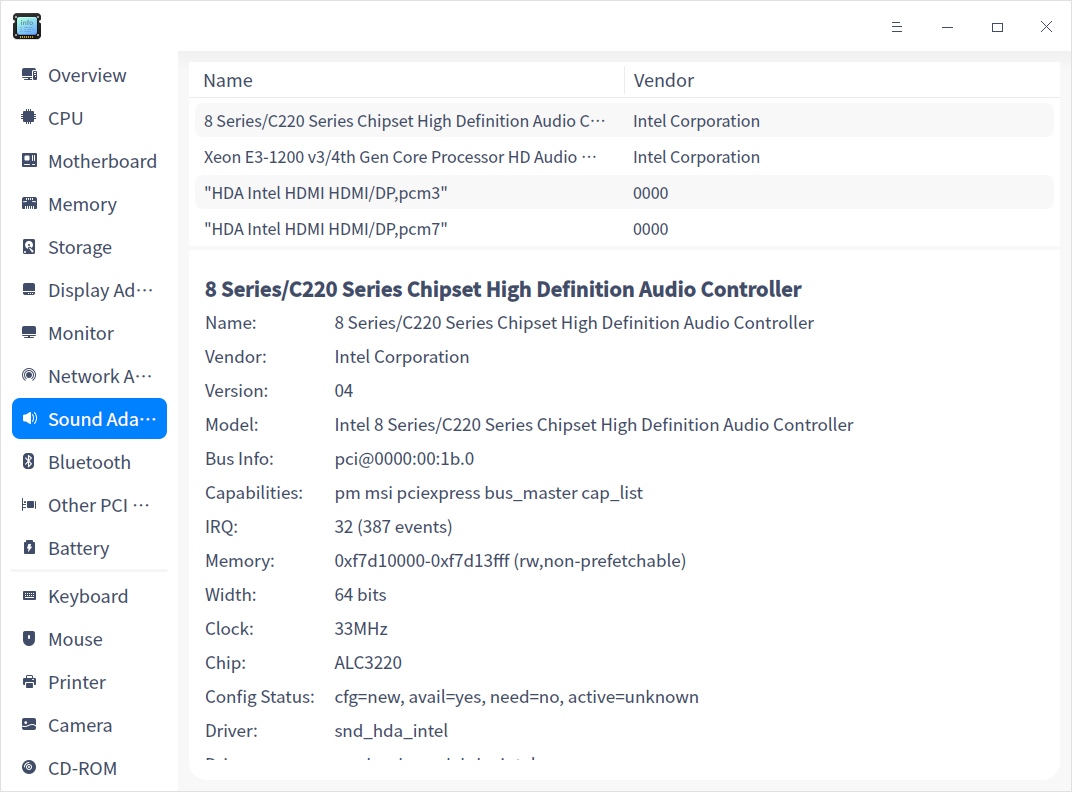 info
Overview
CPU
Motherboard
Memory
Storage
Display Ad···
Monitor
Network A···
Sound Ada···
Bluetooth
Other PCI ···
Battery
Keyboard
Mouse
Printer
Camera
CD-ROM
Name Vendor
8 Series/C220 Series Chipset High Definition Audio C··· Intel Corporation
Xeon E3-1200 v3/4th Gen Core Processor HD Audio ··· Intel Corporation
"HDA Intel HDMI HDMI/DP,pcm3" 0000
"HDA Intel HDMI HDMI/DP,pcm7" 0000
8 Series/C220 Series Chipset High Definition Audio Controller
Name: 8 Series/C220 Series Chipset High Definition Audio Controller
Vendor: Intel Corporation
Version: 04
Model: Intel 8 Series/C220 Series Chipset High Definition Audio Controller
Bus Info: pci@0000:00:1b.0
Capabilities: pm msi pciexpress bus_master cap_list
IRQ: 32 (387 events)
Memory: 0xf7d10000-0xf7d13fff (rw,non-prefetchable)
Width: 64 bits
Clock: 33MHz
Chip: ALC3220
Config Status: cfg=new, avail=yes, need=no, active=unknown
Driver: snd_hda_intel